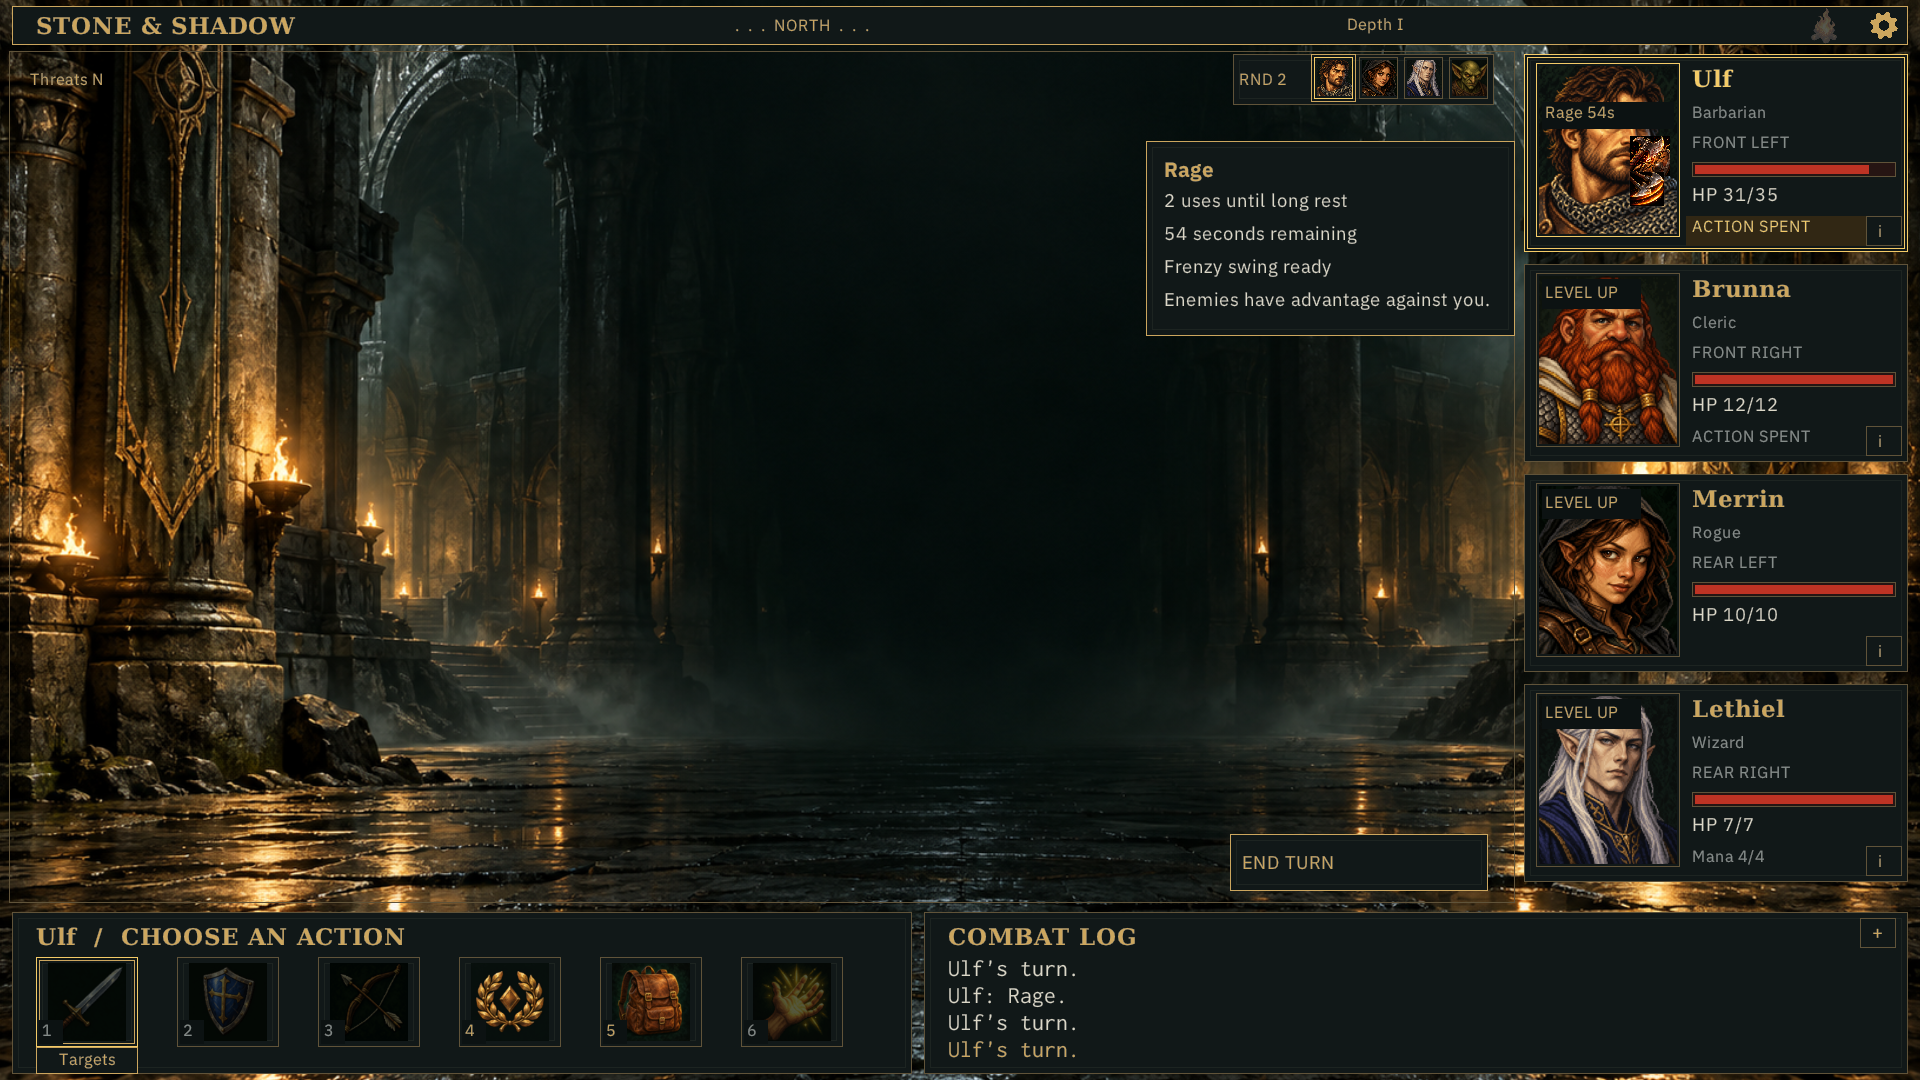 STONE & SHADOW
. . . NORTH . . .
Depth I
Threats N
RND 2
Rage
2 uses until long rest
54 seconds remaining
Frenzy swing ready
Enemies have advantage against you.
Rage 54s
Ulf
Barbarian
FRONT LEFT
HP 31/35
ACTION SPENT
i
LEVEL UP
Brunna
Cleric
FRONT RIGHT
HP 12/12
ACTION SPENT
i
LEVEL UP
Merrin
Rogue
REAR LEFT
HP 10/10
i
LEVEL UP
Lethiel
Wizard
REAR RIGHT
HP 7/7
Mana 4/4
i
END TURN
Ulf / CHOOSE AN ACTION
1
2
3
4
5
6
Targets
COMBAT LOG
+
Ulf's turn.
Ulf: Rage.
Ulf's turn.
Ulf's turn.